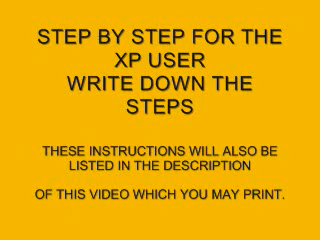 STEP BY STEP FOR THE
XP USER
WRITE DOWN THE
STEPS
THESE INSTRUCTIONS WILL ALSO BE
LISTED IN THE DESCRIPTION
OF THIS VIDEO WHICH YOU MAY PRINT.